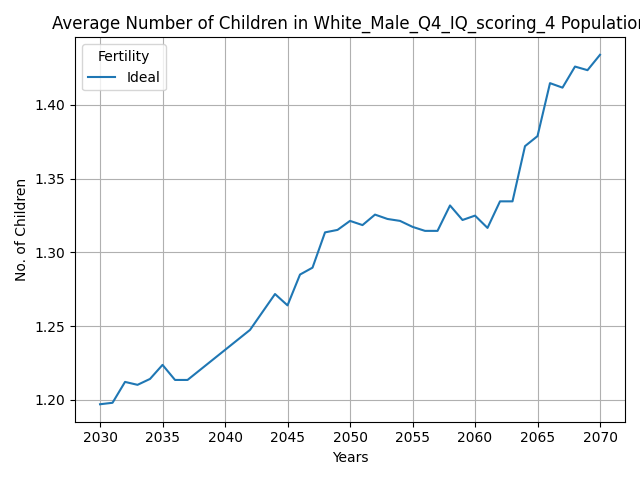 Average Number of Children in White_Male_Q4_IQ_scoring_4 Population
Fertility
Ideal
No. of Children
1.40
1.35
1.30
1.25
1.20
2030 2035 2040 2045 2050 2055 2060 2065 2070
Years